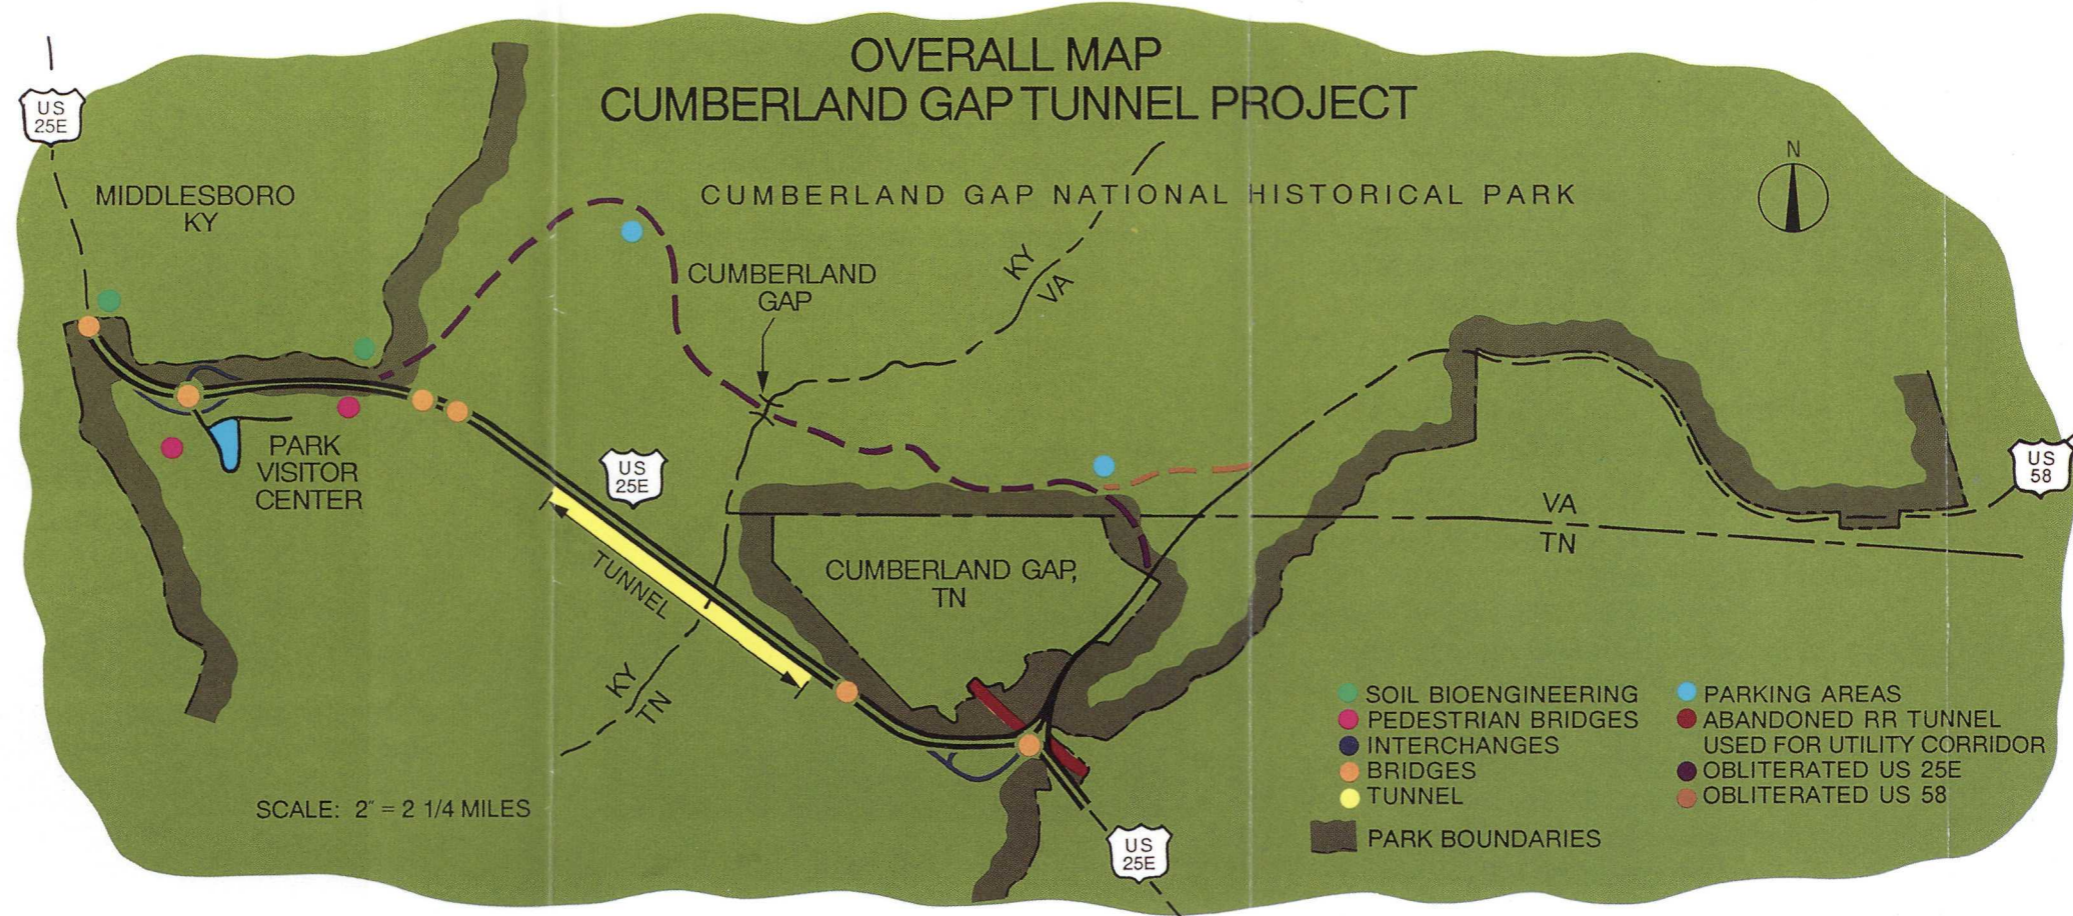 OVERALL MAP
CUMBERLAND GAP TUNNEL PROJECT
US
25E
N
MIDDLESBORO
KY
CUMBERLAND GAP NATIONAL HISTORICAL PARK
CUMBERLAND
GAP
KY
VA
PARK
VISITOR
CENTER
US
25E
US
58
VA
TN
TUNNEL
CUMBERLAND GAP,
TN
KY
TN
SCALE: 2" = 2 1/4 MILES
US
25E
SOIL BIOENGINEERING
PEDESTRIAN BRIDGES
INTERCHANGES
BRIDGES
TUNNEL
PARK BOUNDARIES
PARKING AREAS
ABANDONED RR TUNNEL
USED FOR UTILITY CORRIDOR
OBLITERATED US 25E
OBLITERATED US 58